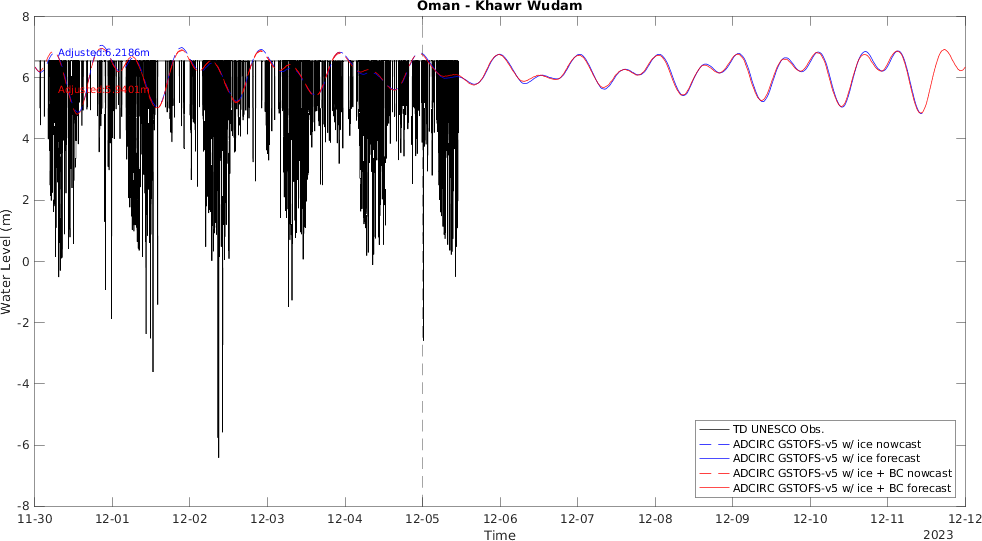 Oman - Khawr Wudam
8
6
4
2
0
-2
-4
-6
-8
Water Level (m)
Adjusted:6.2186m
TD UNESCO Obs.
ADCIRC GSTOFS-v5 w/ ice nowcast
ADCIRC GSTOFS-v5 w/ ice forecast
ADCIRC GSTOFS-v5 w/ ice + BC nowcast
ADCIRC GSTOFS-v5 w/ ice + BC forecast
11-30 12-01 12-02 12-03 12-04 12-05 12-06 12-07 12-08 12-09 12-10 12-11 12-12
Time
2023